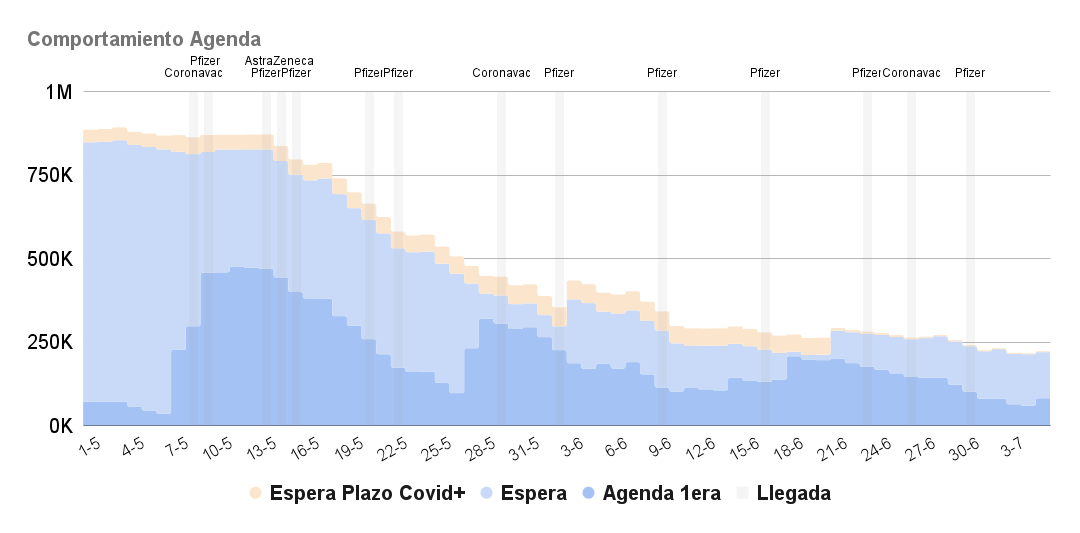 Comportamiento Agenda
Pfizer AstraZeneca
Coronavac PfizerPfizer PfizerPfizer Coronavac Pfizer Pfizer Pfizer PfizerCoronavac Pfizer
1M
750K
500K
250K
0K
1-5 4-5 7-5 10-5 13-5 16-5 19-5 22-5 25-5 28-5 31-5 3-6 6-6 9-6 12-6 15-6 18-6 21-6 24-6 27-6 30-6 3-7
Espera Plazo Covid+ Espera Agenda 1era Llegada